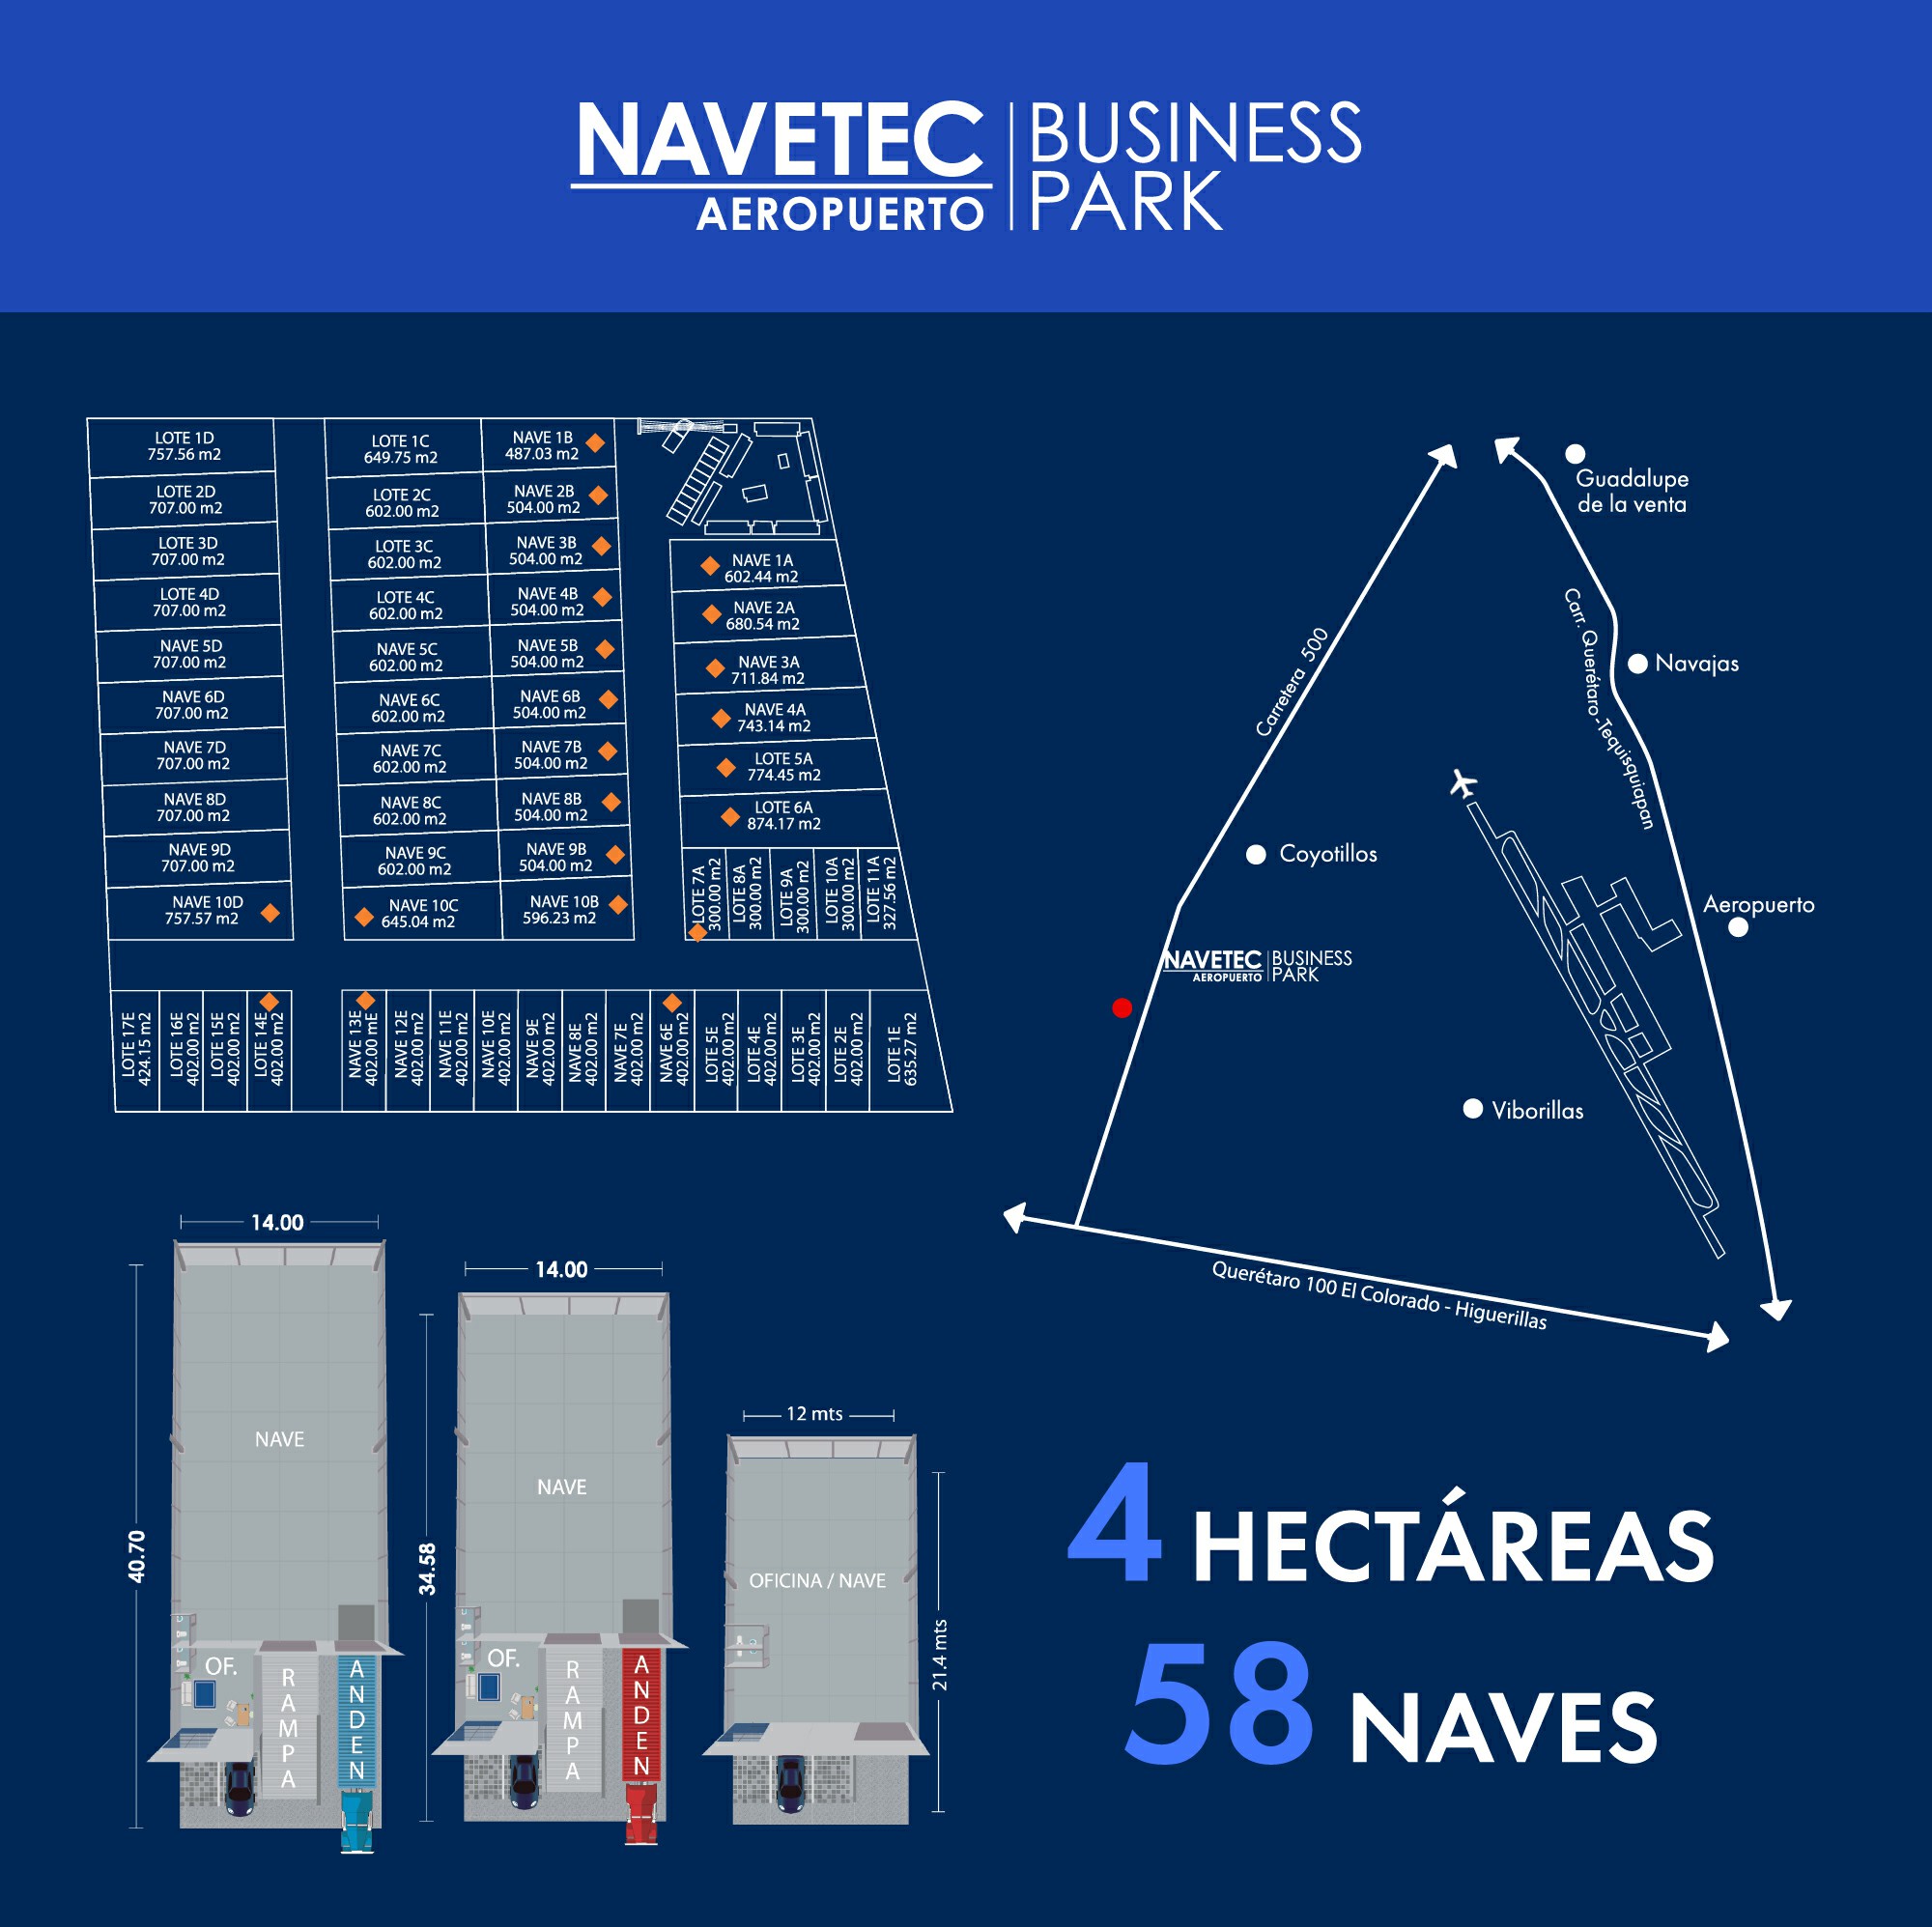 NAVETEC
AEROPUERTO
BUSINESS
PARK
LOTE 1D
757.56 m2
LOTE 2D
707.00 m2
LOTE 3D
707.00 m2
LOTE 4D
707.00 m2
NAVE 5D
707.00 m2
NAVE 6D
707.00 m2
NAVE 7D
707.00 m2
NAVE 8D
707.00 m2
NAVE 9D
707.00 m2
NAVE 10D
757.57 m2
LOTE 1C
649.75 m2
LOTE 2C
602.00 m2
LOTE 3C
602.00 m2
LOTE 4C
602.00 m2
NAVE 5C
602.00 m2
NAVE 6C
602.00 m2
NAVE 7C
602.00 m2
NAVE 8C
602.00 m2
NAVE 9C
602.00 m2
NAVE 10C
645.04 m2
NAVE 1B
487.03 m2
NAVE 2B
504.00 m2
NAVE 3B
504.00 m2
NAVE 4B
504.00 m2
NAVE 5B
504.00 m2
NAVE 6B
504.00 m2
NAVE 7B
504.00 m2
NAVE 8B
504.00 m2
NAVE 9B
504.00 m2
NAVE 10B
596.23 m2
NAVE 1A
602.44 m2
NAVE 2A
680.54 m2
NAVE 3A
711.84 m2
NAVE 4A
743.14 m2
LOTE 5A
774.45 m2
LOTE 6A
874.17 m2
LOTE 7A
300.00 m2
LOTE 8A
300.00 m2
LOTE 9A
300.00 m2
LOTE 10A
300.00 m2
LOTE 11A
327.56 m2
LOTE 17E
424.15 m2
LOTE 16E
402.00 m2
LOTE 15E
402.00 m2
LOTE 14E
402.00 m2
NAVE 13E
402.00 mE
NAVE 12E
402.00 m2
NAVE 11E
402.00 m2
NAVE 10E
402.00 m2
NAVE 9E
402.00 m2
NAVE 8E
402.00 m2
NAVE 7E
402.00 m2
NAVE 6E
402.00 m2
LOTE 5E
402.00 m2
LOTE 4E
402.00 m2
LOTE 3E
402.00 m2
LOTE 2E
402.00 m2
LOTE 1E
635.27 m2
Guadalupe
de la venta
Carretera 500
Carr. Querétaro -Tequisquiapan
Navajas
Coyotillos
Aeropuerto
NAVETEC
AEROPUERTO
BUSINESS
PARK
Viborillas
Querétaro 100 El Colorado - Higuerillas
14.00
40.70
NAVE
OF.
RAMPA
ANDEN
14.00
34.58
NAVE
OF.
RAMPA
ANDEN
12 mts
21.4 mts
OFICINA / NAVE
4 HECTÁREAS
58 NAVES